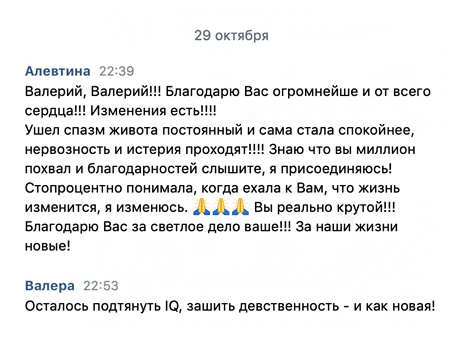 29 октября
Алевтина 22:39
Валерий, Валерий!!! Благодарю Вас огромнейше и от всего
сердца!!! Изменения есть!!!!
Ушел спазм живота постоянный и сама стала спокойнее,
нервозность и истерия проходят!!!! Знаю что вы миллион
похвал и благодарностей слышите, я присоединяюсь!
Стопроцентно понимала, когда ехала к Вам, что жизнь
изменится, я изменюсь. 🙏🙏🙏 Вы реально крутой!!!
Благодарю Вас за светлое дело ваше!!! За наши жизни
новые!
Валера 22:53
Осталось подтянуть IQ, зашить девственность - и как новая!